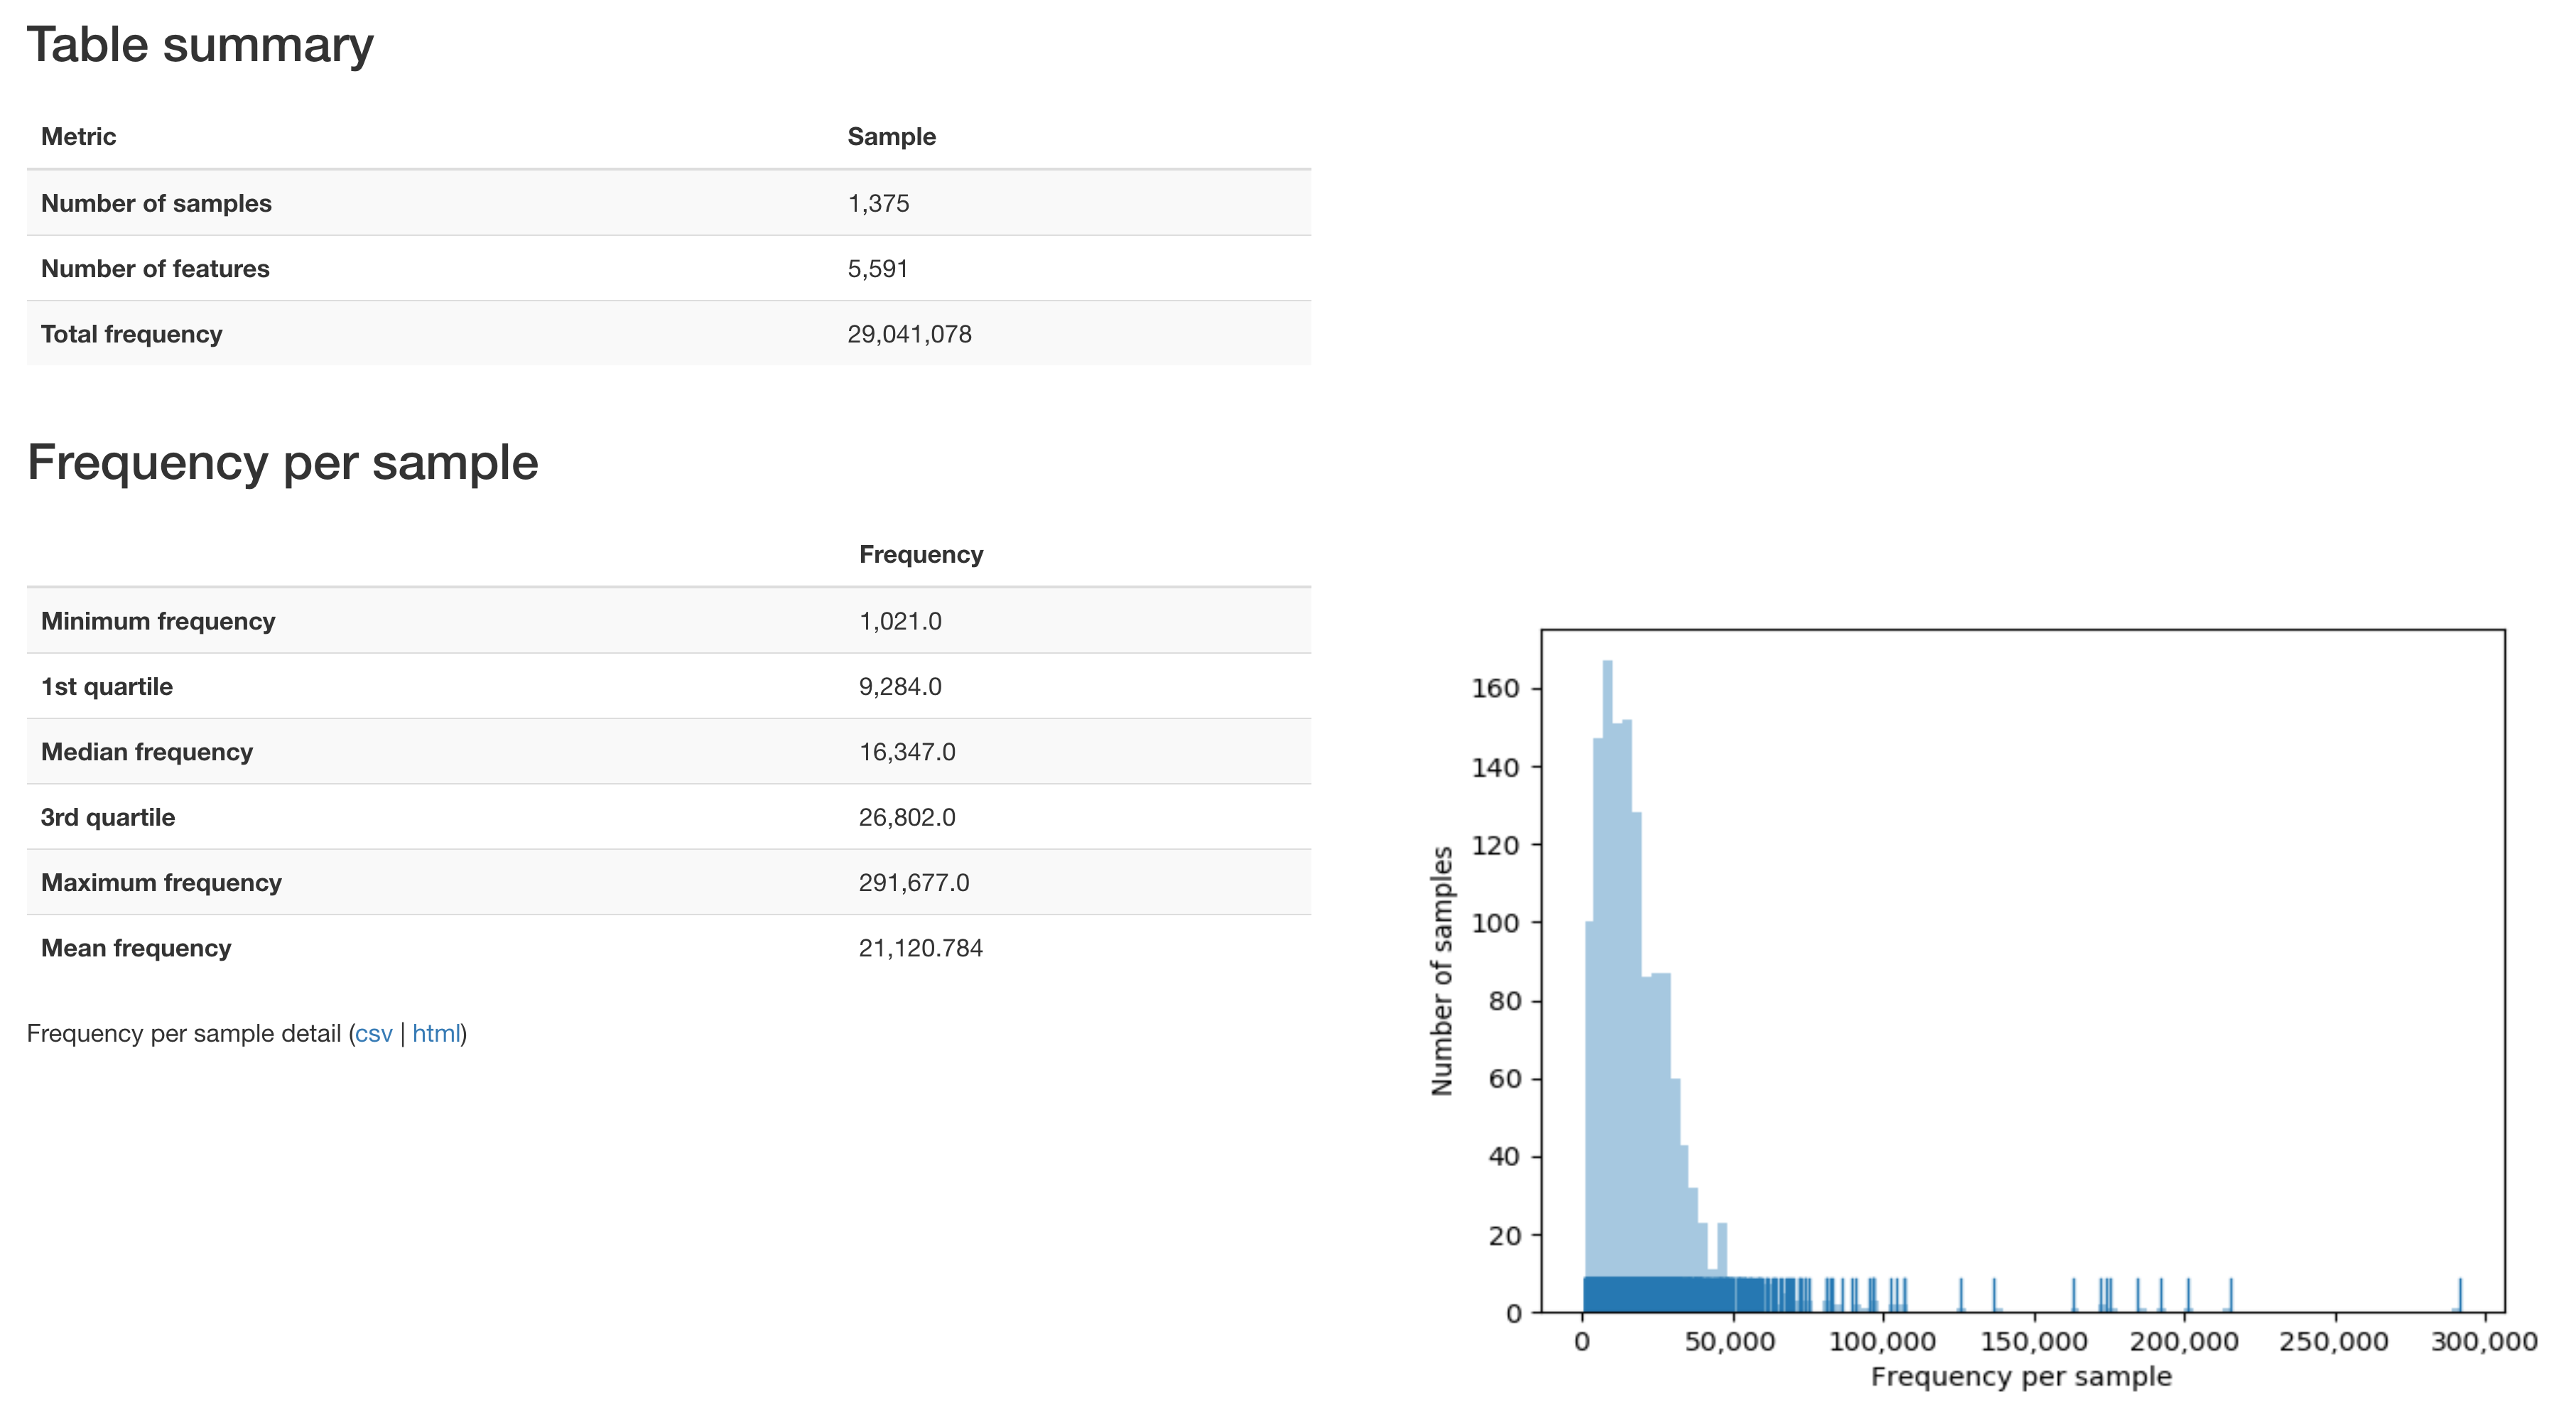 Table summary
Metric Sample
Number of samples 1,375
Number of features 5,591
Total frequency 29,041,078
Frequency per sample
Frequency
Minimum frequency 1,021.0
1st quartile 9,284.0
Median frequency 16,347.0
3rd quartile 26,802.0
Maximum frequency 291,677.0
Mean frequency 21,120.784
Frequency per sample detail (csv | html)
Number of samples
160
140
120
100
80
60
40
20
0
0 50,000 100,000 150,000 200,000 250,000 300,000
Frequency per sample